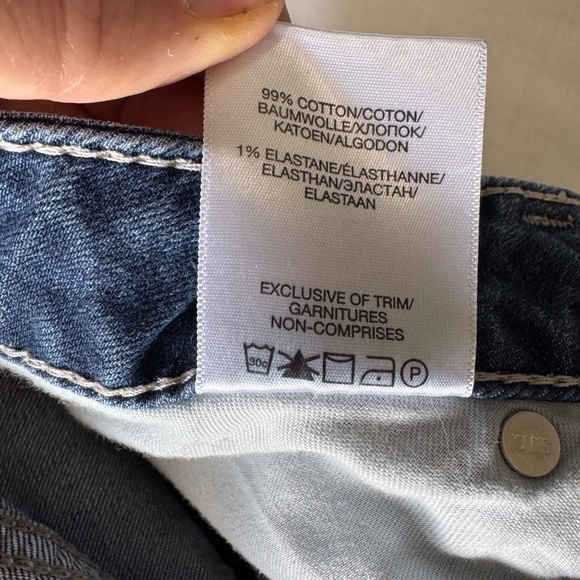 99% COTTON/COTON/
BAUMWOLLE/ХЛОПОК/
KATOEN/ALGODON
1% ELASTANE/ÉLASTHANNE/
ELASTHAN/ЭЛАСТАН/
ELASTAAN
EXCLUSIVE OF TRIM/
GARNITURES
NON-COMPRISES
30c P